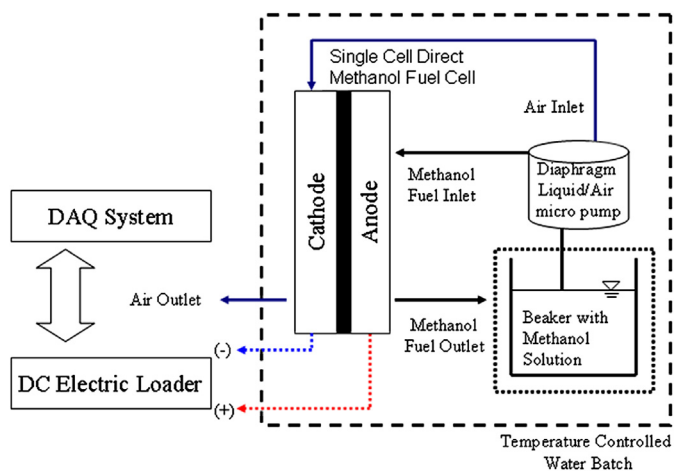 Single Cell Direct
Methanol Fuel Cell
Air Inlet
Cathode
Anode
Methanol
Fuel Inlet
Diaphragm
Liquid/Air
micro pump
DAQ System
Air Outlet
Methanol
Fuel Outlet
Beaker with
Methanol
Solution
(-)
DC Electric Loader
(+)
Temperature Controlled
Water Batch